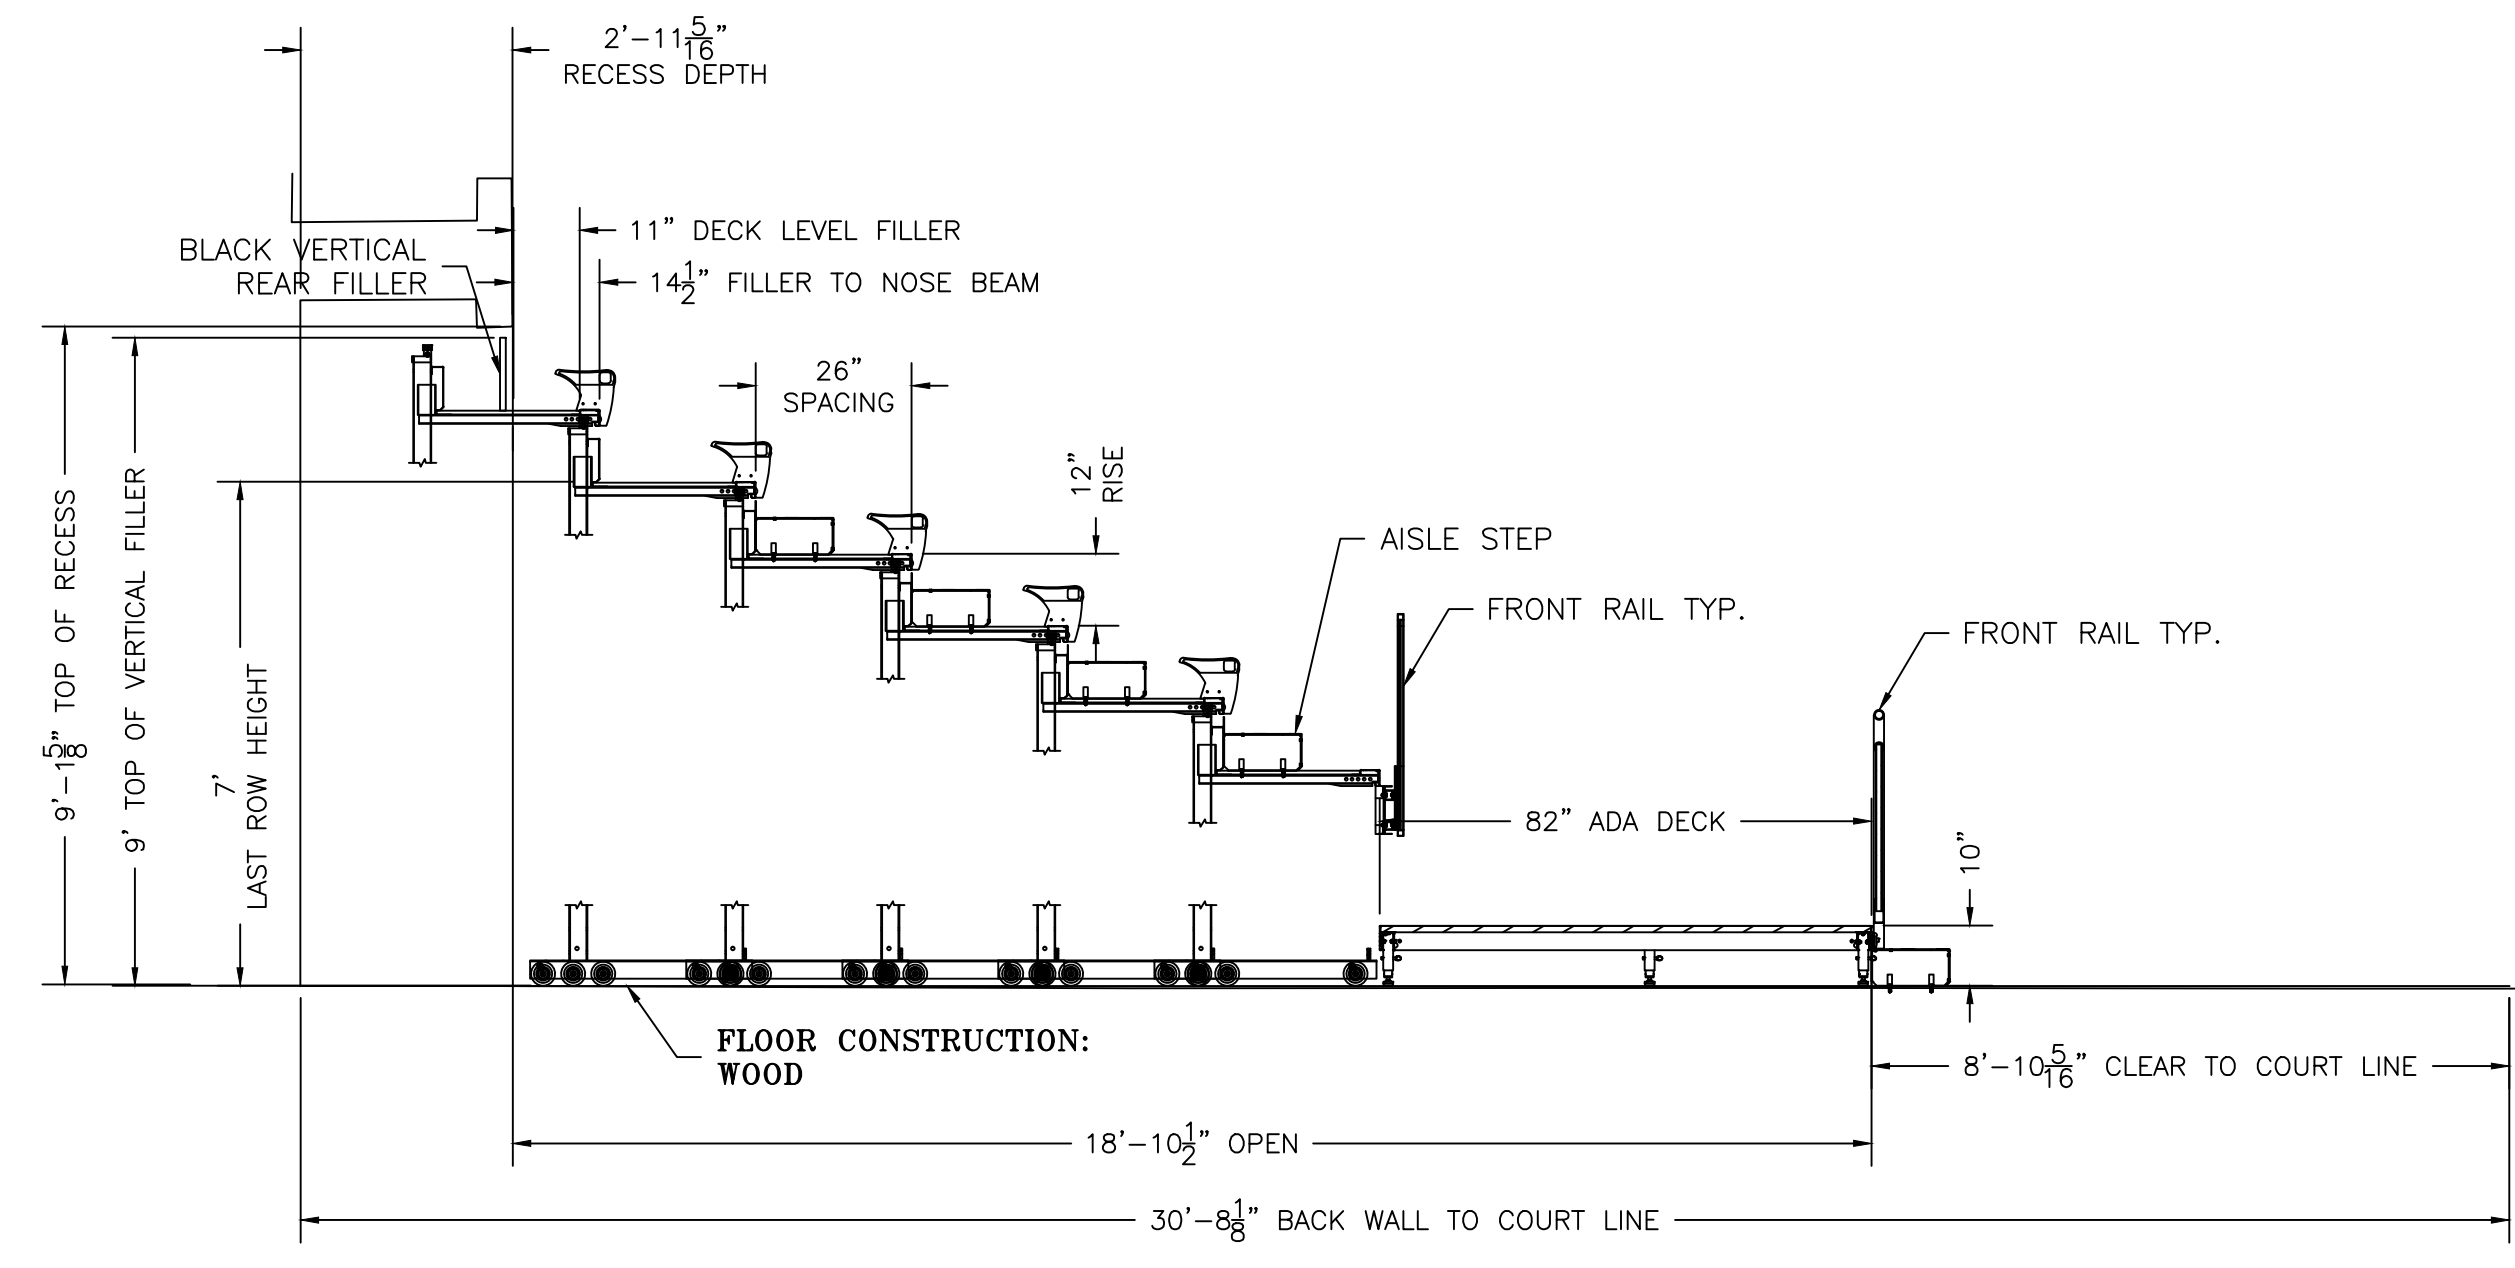 2'-11 5/16"
RECESS DEPTH
11" DECK LEVEL FILLER
BLACK VERTICAL
REAR FILLER
14 1/2" FILLER TO NOSE BEAM
26"
SPACING
12"
RISE
AISLE STEP
FRONT RAIL TYP.
FRONT RAIL TYP.
9'-1 5/8" TOP OF RECESS
9' TOP OF VERTICAL FILLER
7'
LAST ROW HEIGHT
82" ADA DECK
10"
FLOOR CONSTRUCTION:
WOOD
8'-10 5/16" CLEAR TO COURT LINE
18'-10 1/2" OPEN
30'-8 1/8" BACK WALL TO COURT LINE